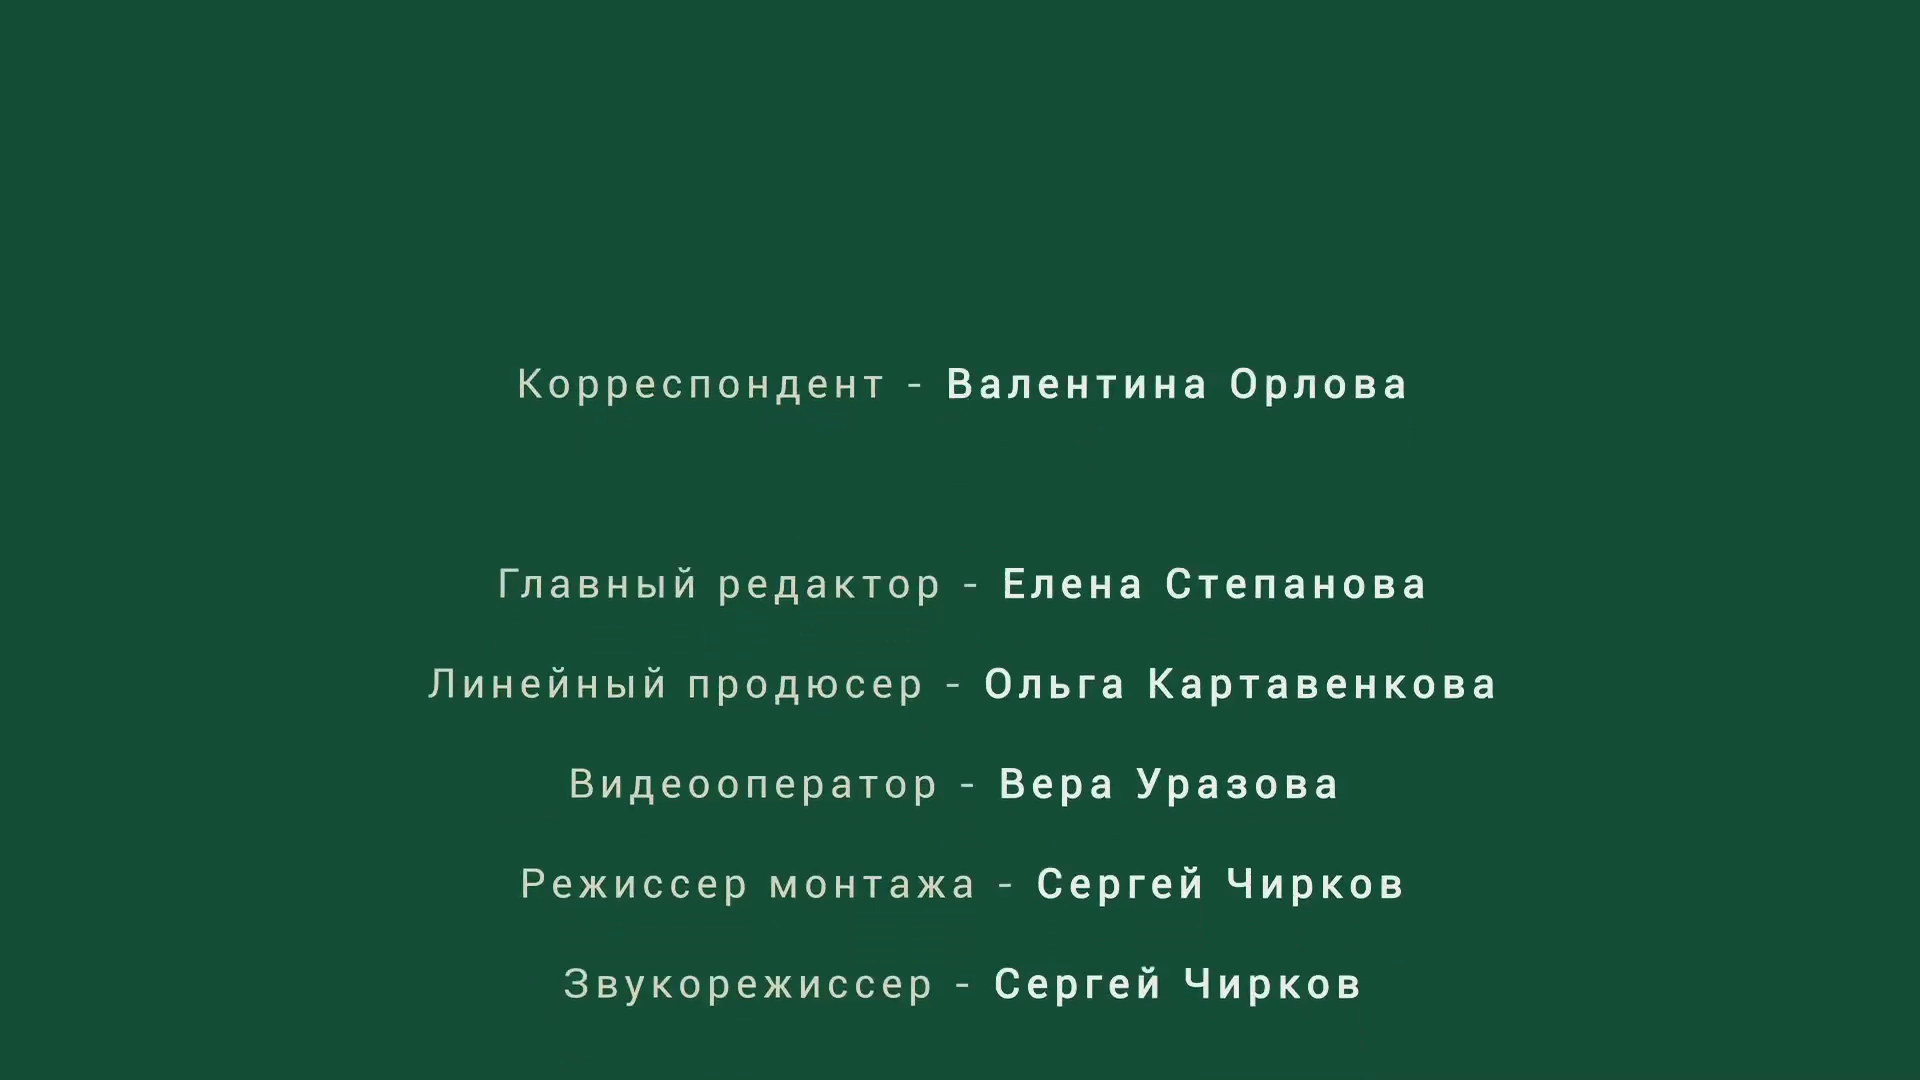 Корреспондент - Валентина Орлова
Главный редактор - Елена Степанова
Линейный продюсер - Ольга Картавенкова
Видеооператор - Вера Уразова
Режиссер монтажа - Сергей Чирков
Звукорежиссер - Сергей Чирков